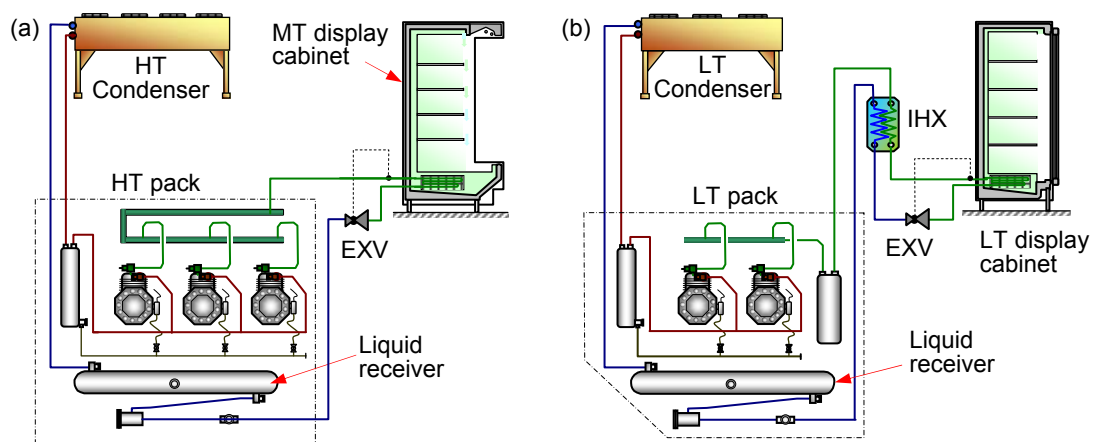 (a)
HT
Condenser
MT display
cabinet
HT pack
EXV
Liquid
receiver
(b)
LT
Condenser
IHX
LT pack
EXV
LT display
cabinet
Liquid
receiver